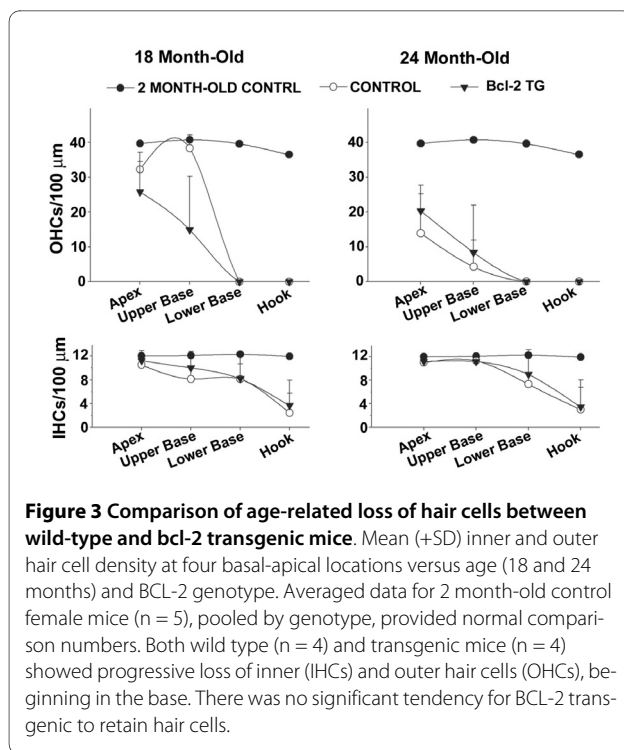 18 Month-Old 24 Month-Old
2 MONTH-OLD CONTRL CONTROL Bcl-2 TG
OHCs/100 µm
40
30
20
10
0
Apex Upper Base Lower Base Hook
40
30
20
10
0
Apex Upper Base Lower Base Hook
IHCs/100 µm
12
8
4
0
Apex Upper Base Lower Base Hook
12
8
4
0
Apex Upper Base Lower Base Hook
Figure 3 Comparison of age-related loss of hair cells between
wild-type and bcl-2 transgenic mice. Mean (+SD) inner and outer
hair cell density at four basal-apical locations versus age (18 and 24
months) and BCL-2 genotype. Averaged data for 2 month-old control
female mice (n = 5), pooled by genotype, provided normal compari-
son numbers. Both wild type (n = 4) and transgenic mice (n = 4)
showed progressive loss of inner (IHCs) and outer hair cells (OHCs), be-
ginning in the base. There was no significant tendency for BCL-2 trans-
genic to retain hair cells.